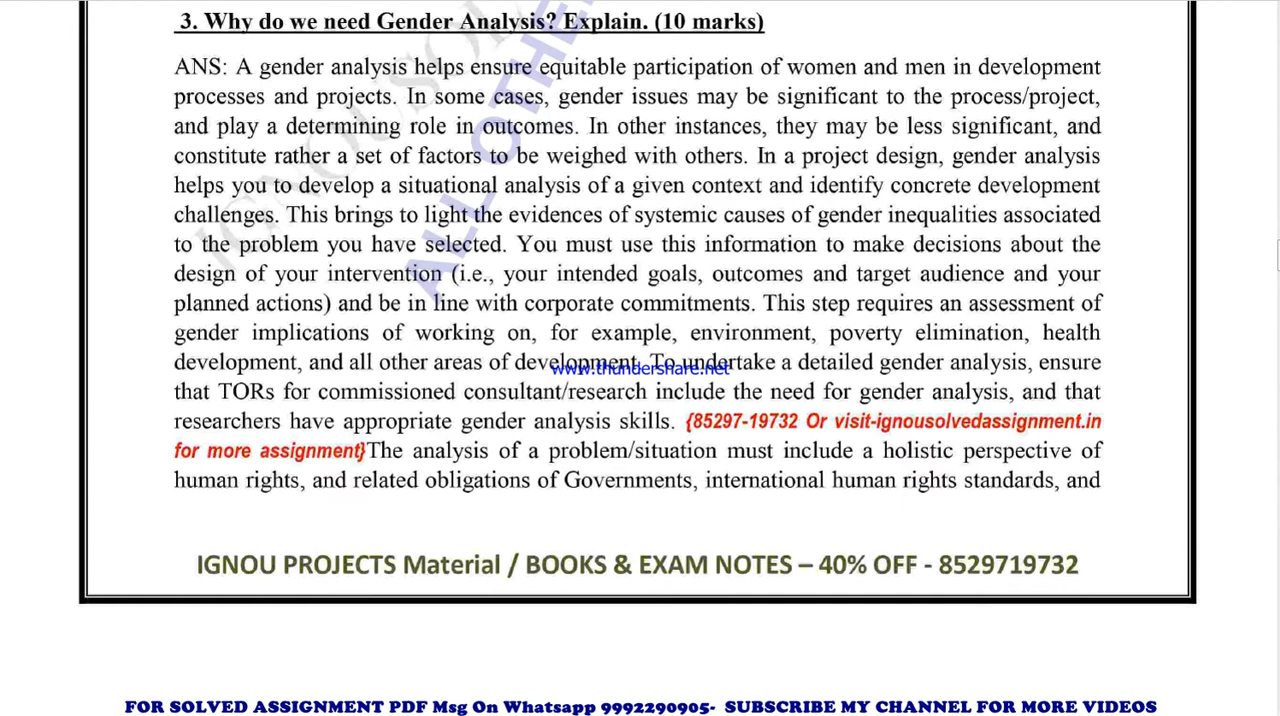 3. Why do we need Gender Analysis? Explain. (10 marks)
ANS: A gender analysis helps ensure equitable participation of women and men in development
processes and projects. In some cases, gender issues may be significant to the process/project,
and play a determining role in outcomes. In other instances, they may be less significant, and
constitute rather a set of factors to be weighed with others. In a project design, gender analysis
helps you to develop a situational analysis of a given context and identify concrete development
challenges. This brings to light the evidences of systemic causes of gender inequalities associated
to the problem you have selected. You must use this information to make decisions about the
design of your intervention (i.e., your intended goals, outcomes and target audience and your
planned actions) and be in line with corporate commitments. This step requires an assessment of
gender implications of working on, for example, environment, poverty elimination, health
development, and all other areas of development. To undertake a detailed gender analysis, ensure
www.thundershare.net
that TORs for commissioned consultant/research include the need for gender analysis, and that
researchers have appropriate gender analysis skills. {85297-19732 Or visit-ignousolvedassignment.in
for more assignment}The analysis of a problem/situation must include a holistic perspective of
human rights, and related obligations of Governments, international human rights standards, and
IGNOU PROJECTS Material / BOOKS & EXAM NOTES – 40% OFF - 8529719732
FOR SOLVED ASSIGNMENT PDF Msg On Whatsapp 9992290905- SUBSCRIBE MY CHANNEL FOR MORE VIDEOS
ALL